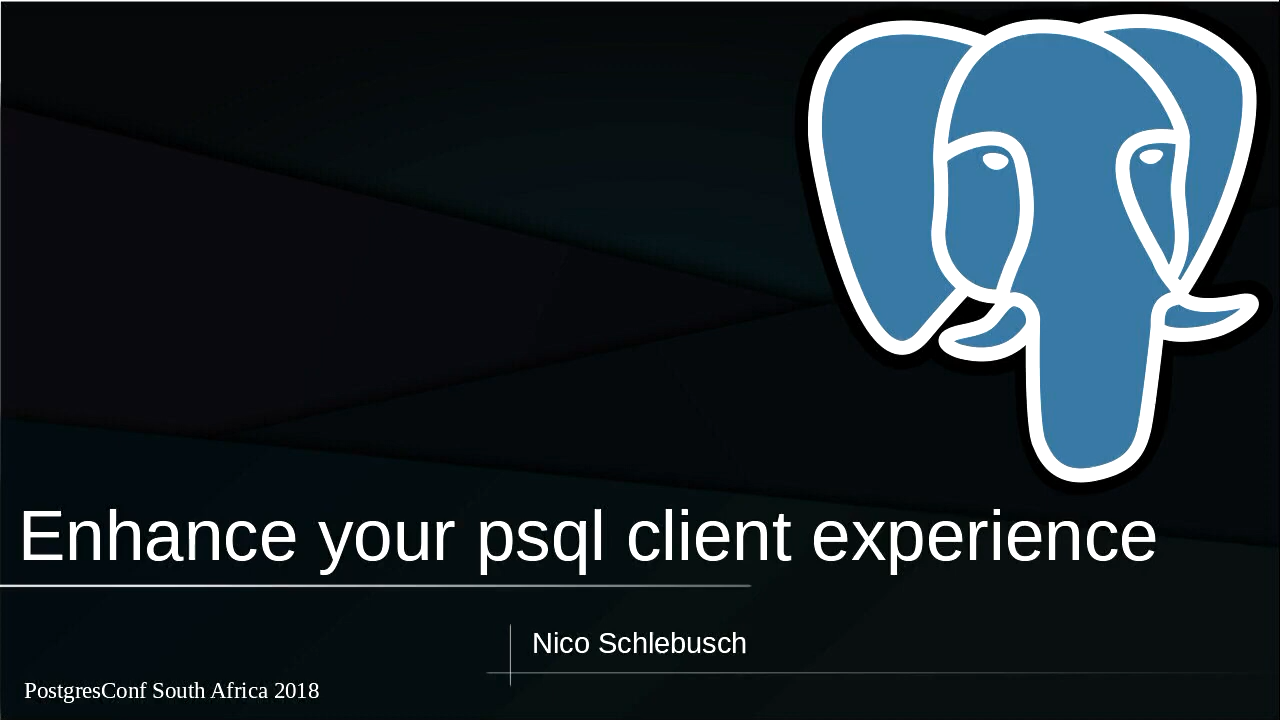 Enhance your psql client experience
Nico Schlebusch
PostgresConf South Africa 2018